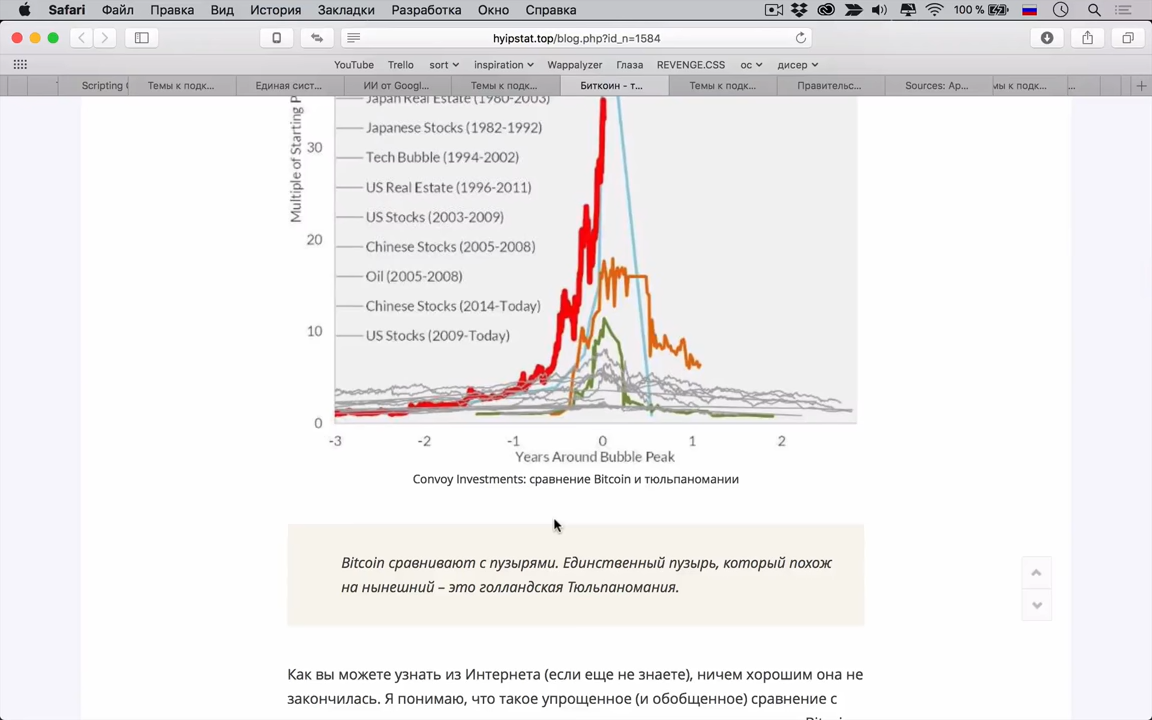 Safari Файл Правка Вид История Закладки Разработка Окно Справка 100 %
hyipstat.top/blog.php?id_n=1584
YouTube Trello sort inspiration Wappalyzer Глаза REVENGE.CSS ос дисер
Scripting Темы к подк... Единая сист... ИИ от Googl... Темы к подк... Биткоин - т... Темы к подк... Правительс... Sources: Ap... мы к подк... ...
Japan Real Estate (1980-2003)
Japanese Stocks (1982-1992)
30
Tech Bubble (1994-2002)
US Real Estate (1996-2011)
US Stocks (2003-2009)
20
Chinese Stocks (2005-2008)
Oil (2005-2008)
Chinese Stocks (2014-Today)
10
US Stocks (2009-Today)
Multiple of Starting
0
-3 -2 -1 0 1 2
Years Around Bubble Peak
Convoy Investments: сравнение Bitcoin и тюльпаномании
Bitcoin сравнивают с пузырями. Единственный пузырь, который похож
на нынешний – это голландская Тюльпаномания.
Как вы можете узнать из Интернета (если еще не знаете), ничем хорошим она не
закончилась. Я понимаю, что такое упрощенное (и обобщенное) сравнение с